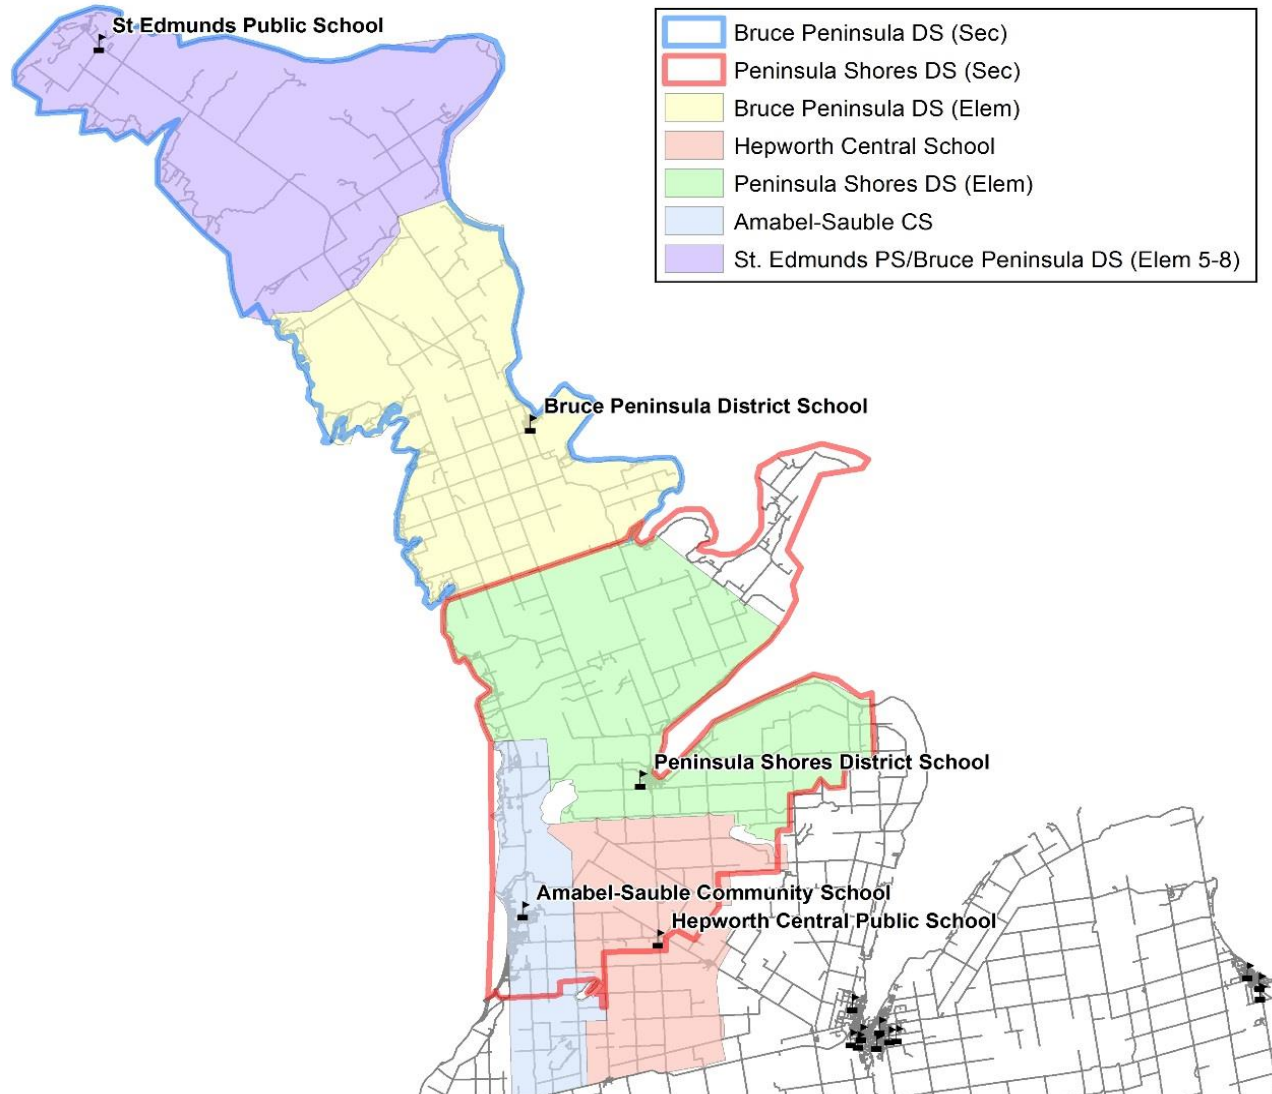 St Edmunds Public School
Bruce Peninsula DS (Sec)
Peninsula Shores DS (Sec)
Bruce Peninsula DS (Elem)
Hepworth Central School
Peninsula Shores DS (Elem)
Amabel-Sauble CS
St. Edmunds PS/Bruce Peninsula DS (Elem 5-8)
Bruce Peninsula District School
Peninsula Shores District School
Amabel-Sauble Community School
Hepworth Central Public School